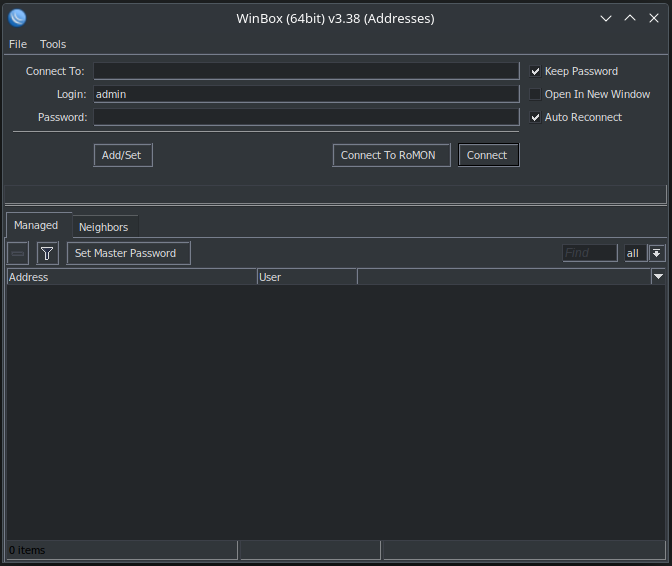 WinBox (64bit) v3.38 (Addresses)
File Tools
Connect To:
Keep Password
Login: admin
Open In New Window
Password:
Auto Reconnect
Add/Set Connect To RoMON Connect
Managed Neighbors
Set Master Password Find all
Address User
0 items